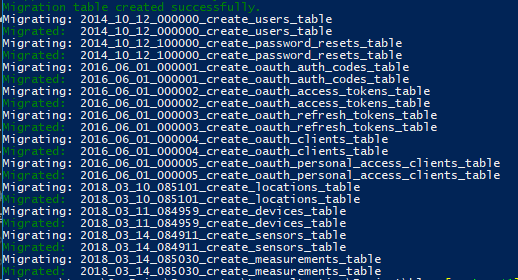 Migration table created successfully.
Migrating: 2014_10_12_000000_create_users_table
Migrated:  2014_10_12_000000_create_users_table
Migrating: 2014_10_12_100000_create_password_resets_table
Migrated:  2014_10_12_100000_create_password_resets_table
Migrating: 2016_06_01_000001_create_oauth_auth_codes_table
Migrated:  2016_06_01_000001_create_oauth_auth_codes_table
Migrating: 2016_06_01_000002_create_oauth_access_tokens_table
Migrated:  2016_06_01_000002_create_oauth_access_tokens_table
Migrating: 2016_06_01_000003_create_oauth_refresh_tokens_table
Migrated:  2016_06_01_000003_create_oauth_refresh_tokens_table
Migrating: 2016_06_01_000004_create_oauth_clients_table
Migrated:  2016_06_01_000004_create_oauth_clients_table
Migrating: 2016_06_01_000005_create_oauth_personal_access_clients_table
Migrated:  2016_06_01_000005_create_oauth_personal_access_clients_table
Migrating: 2018_03_10_085101_create_locations_table
Migrated:  2018_03_10_085101_create_locations_table
Migrating: 2018_03_11_084959_create_devices_table
Migrated:  2018_03_11_084959_create_devices_table
Migrating: 2018_03_14_084911_create_sensors_table
Migrated:  2018_03_14_084911_create_sensors_table
Migrating: 2018_03_14_085030_create_measurements_table
Migrated:  2018_03_14_085030_create_measurements_table